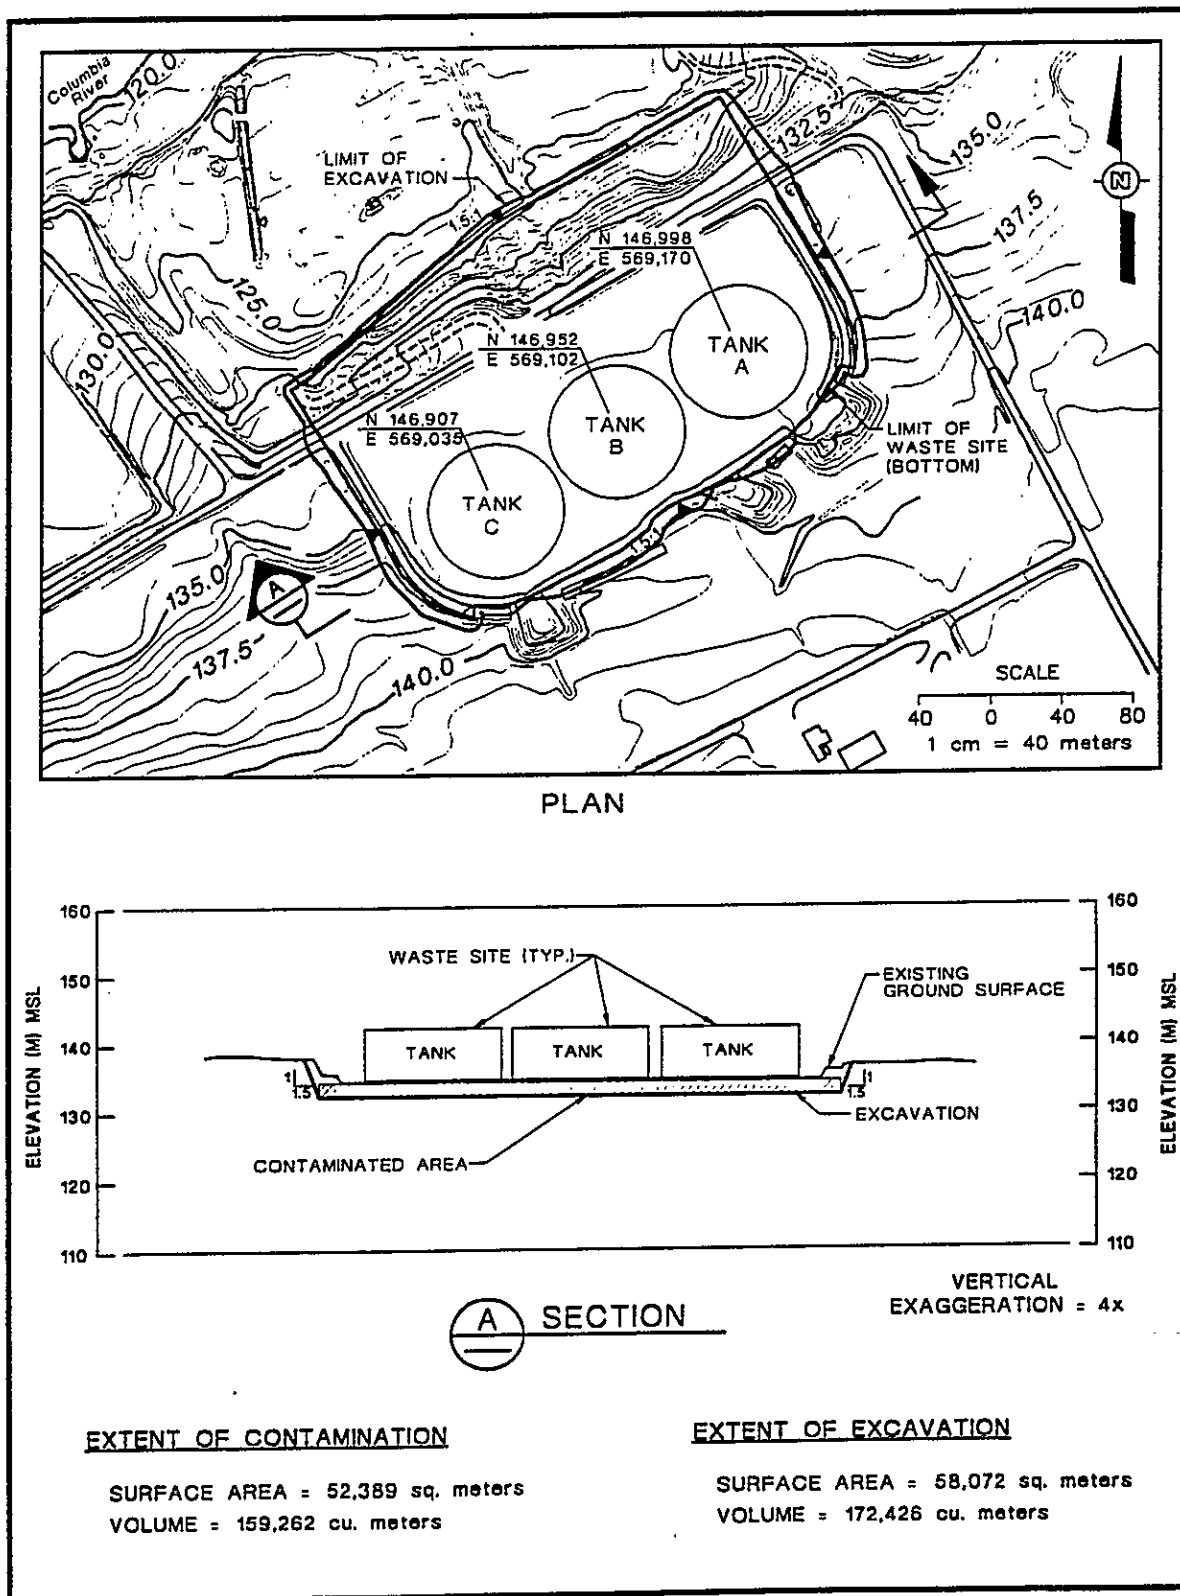 Columbia
River
120.0
LIMIT OF
EXCAVATION
1.5:1
132.5
135.0
N
137.5
140.0
N 146,998
E 569,170
125.0
130.0
N 146,952
E 569,102
TANK
A
N 146,907
E 569,035
TANK
B
LIMIT OF
WASTE SITE
(BOTTOM)
TANK
C
1.5:1
135.0
A
137.5
140.0
SCALE
40 0 40 80
1 cm = 40 meters
PLAN
160
150
140
130
120
110
ELEVATION (M) MSL
WASTE SITE (TYP.)
EXISTING
GROUND SURFACE
TANK TANK TANK
1
1.5
1
1.5
EXCAVATION
CONTAMINATED AREA
160
150
140
130
120
110
ELEVATION (M) MSL
VERTICAL
EXAGGERATION = 4x
A SECTION
EXTENT OF CONTAMINATION
SURFACE AREA = 52,389 sq. meters
VOLUME = 159,262 cu. meters
EXTENT OF EXCAVATION
SURFACE AREA = 58,072 sq. meters
VOLUME = 172,426 cu. meters